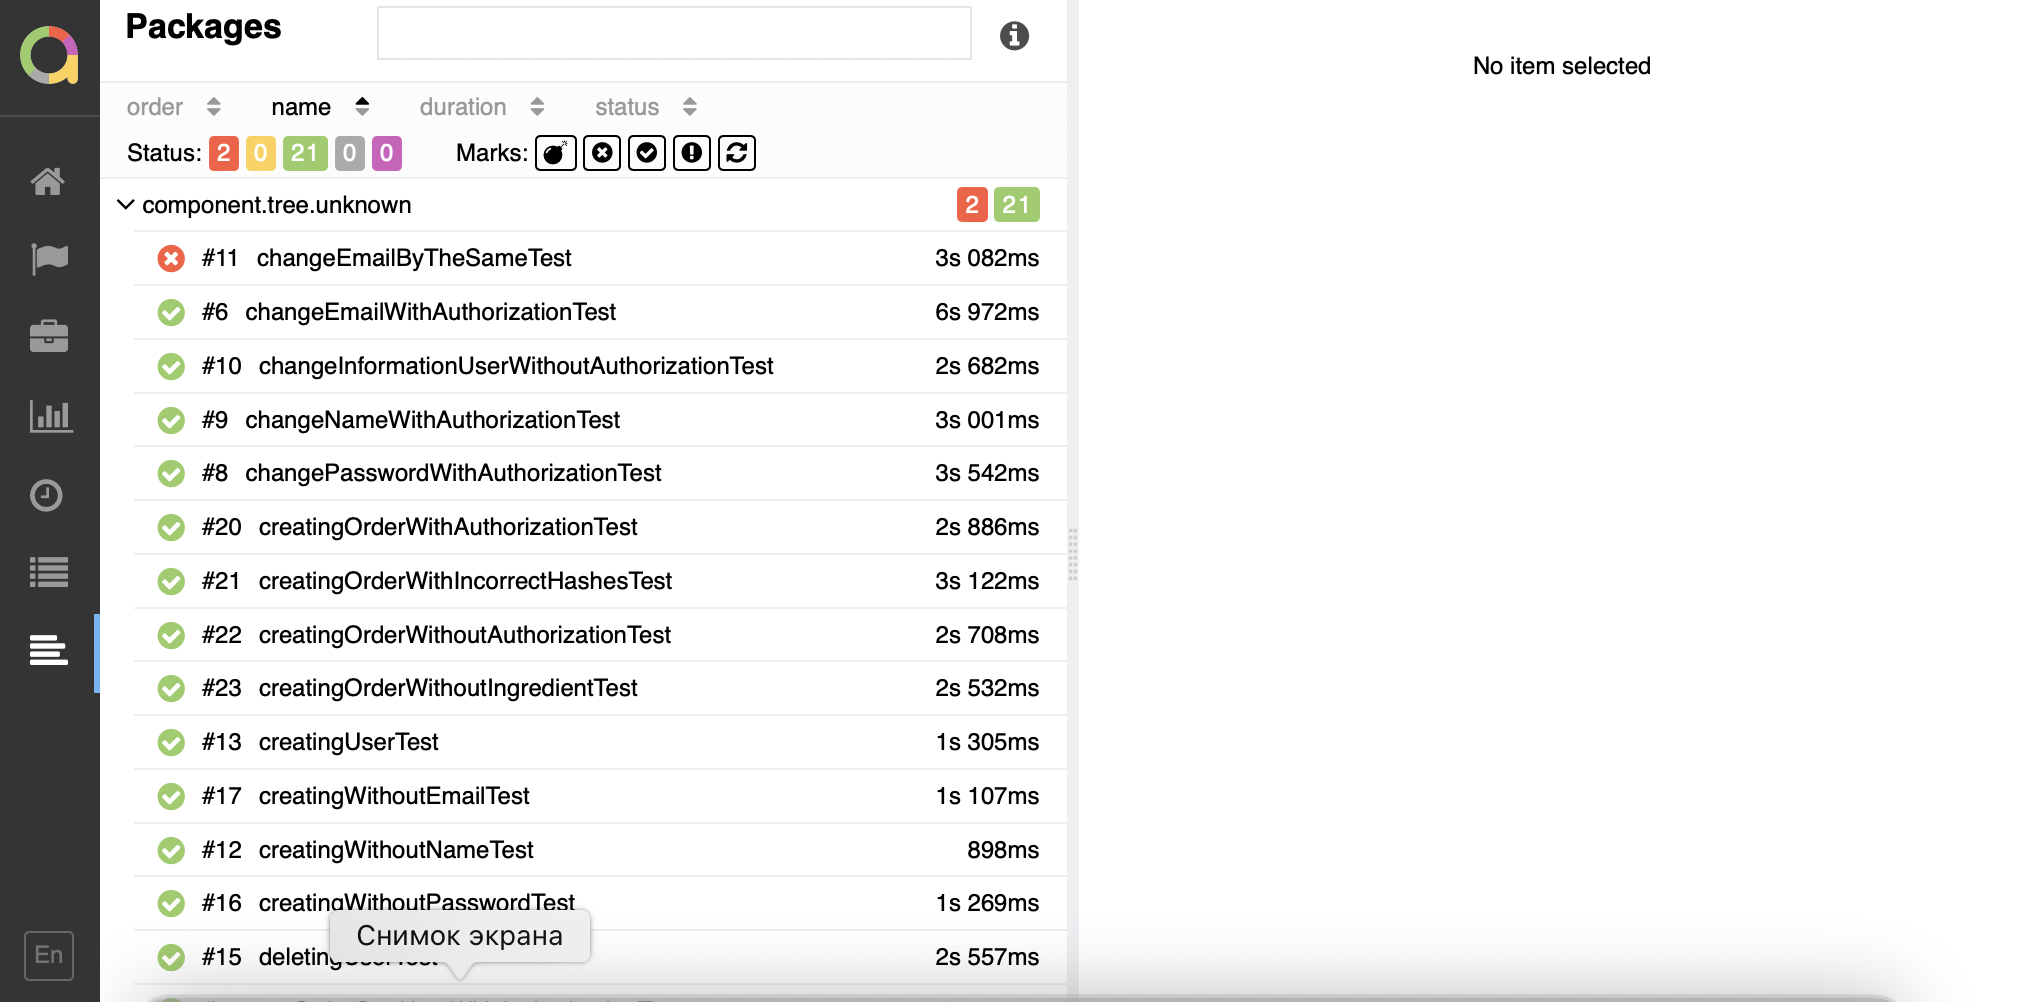 Packages
No item selected
order name duration status
Status: 2 0 21 0 0 Marks:
component.tree.unknown 2 21
#11 changeEmailByTheSameTest 3s 082ms
#6 changeEmailWithAuthorizationTest 6s 972ms
#10 changeInformationUserWithoutAuthorizationTest 2s 682ms
#9 changeNameWithAuthorizationTest 3s 001ms
#8 changePasswordWithAuthorizationTest 3s 542ms
#20 creatingOrderWithAuthorizationTest 2s 886ms
#21 creatingOrderWithIncorrectHashesTest 3s 122ms
#22 creatingOrderWithoutAuthorizationTest 2s 708ms
#23 creatingOrderWithoutIngredientTest 2s 532ms
#13 creatingUserTest 1s 305ms
#17 creatingWithoutEmailTest 1s 107ms
#12 creatingWithoutNameTest 898ms
#16 creatingWithoutPasswordTest 1s 269ms
Снимок экрана
#15 deletingUserTest 2s 557ms
En